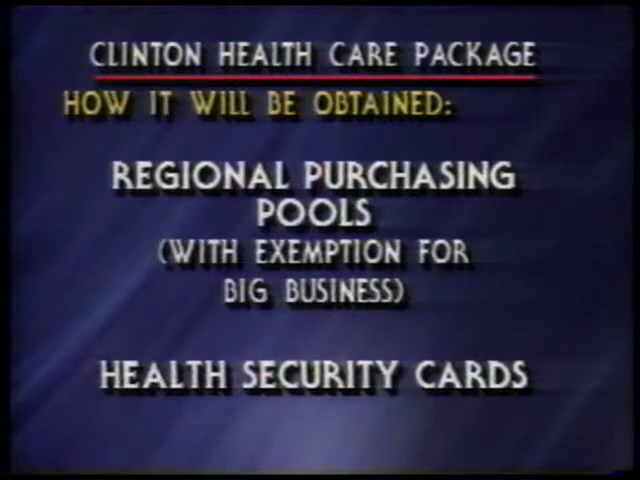 CLINTON HEALTH CARE PACKAGE
HOW IT WILL BE OBTAINED:
REGIONAL PURCHASING
POOLS
(WITH EXEMPTION FOR
BIG BUSINESS)
HEALTH SECURITY CARDS